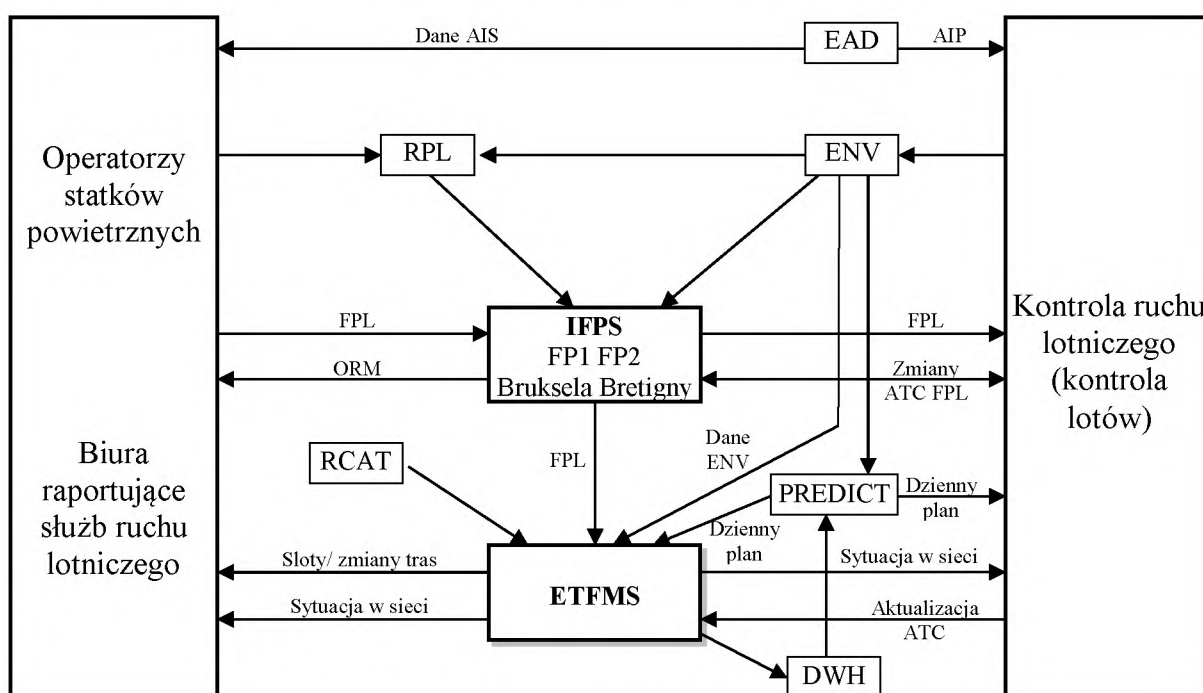 Dane AIS
EAD
AIP
Operatorzy
statków
powietrznych
RPL
ENV
FPL
IFPS
FP1 FP2
Bruksela Bretigny
FPL
ORM
Zmiany
ATC FPL
Kontrola ruchu
lotniczego
(kontrola
lotów)
Biura
raportujące
służb ruchu
lotniczego
RCAT
FPL
Dane
ENV
PREDICT
Dzienny
plan
Dzienny
plan
Sloty/ zmiany tras
ETFMS
Sytuacja w sieci
Sytuacja w sieci
Aktualizacja
ATC
DWH